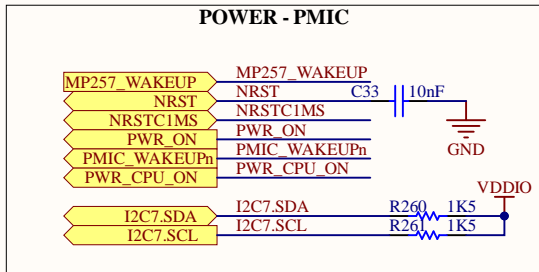 POWER - PMIC
MP257_WAKEUP MP257_WAKEUP
NRST NRST C33 10nF
NRSTC1MS NRSTC1MS
PWR_ON PWR_ON
PMIC_WAKEUPn PMIC_WAKEUPn
PWR_CPU_ON PWR_CPU_ON
GND
VDDIO
I2C7.SDA I2C7.SDA R260 1K5
I2C7.SCL I2C7.SCL R261 1K5